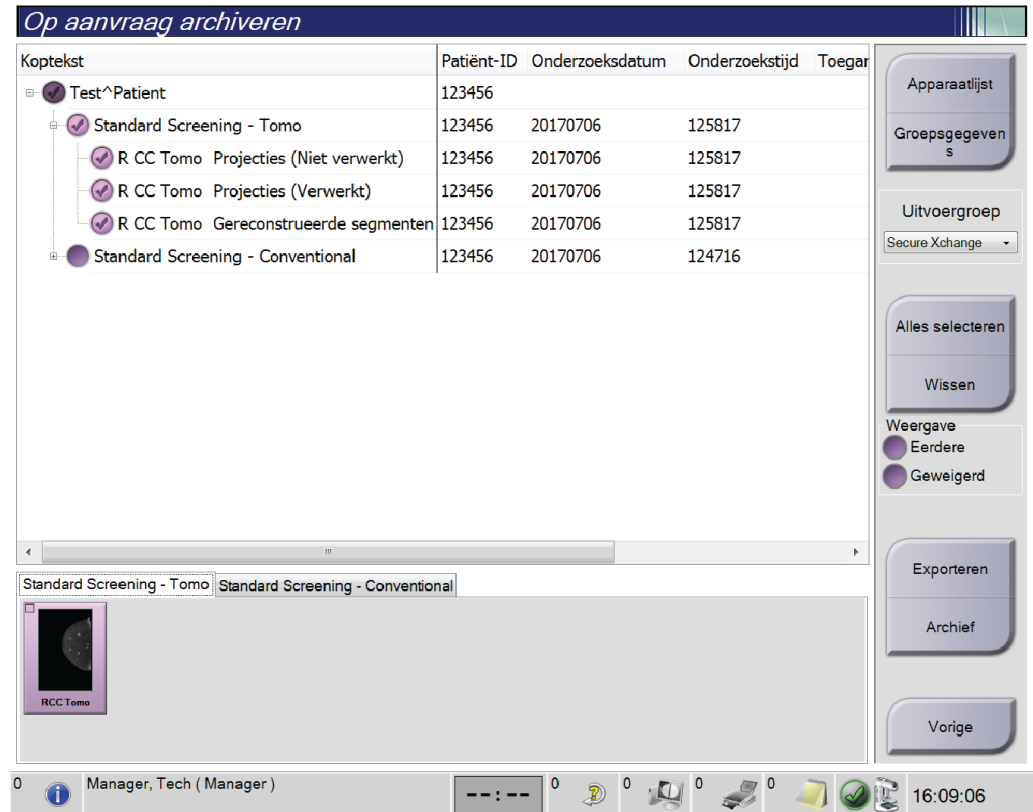 Op aanvraag archiveren
Koptekst Patiënt-ID Onderzoeksdatum Onderzoekstijd Toegar
Test^Patient 123456
Standard Screening - Tomo 123456 20170706 125817
R CC Tomo Projecties (Niet verwerkt) 123456 20170706 125817
R CC Tomo Projecties (Verwerkt) 123456 20170706 125817
R CC Tomo Gereconstrueerde segmenten 123456 20170706 125817
Standard Screening - Conventional 123456 20170706 124716
Apparaatlijst
Groepsgegeven
s
Uitvoergroep
Secure Xchange
Alles selecteren
Wissen
Weergave
Eerdere
Geweigerd
Exporteren
Archief
Vorige
Standard Screening - Tomo Standard Screening - Conventional
RCC Tomo
0 Manager, Tech ( Manager ) --:-- 0 0 0 0 16:09:06